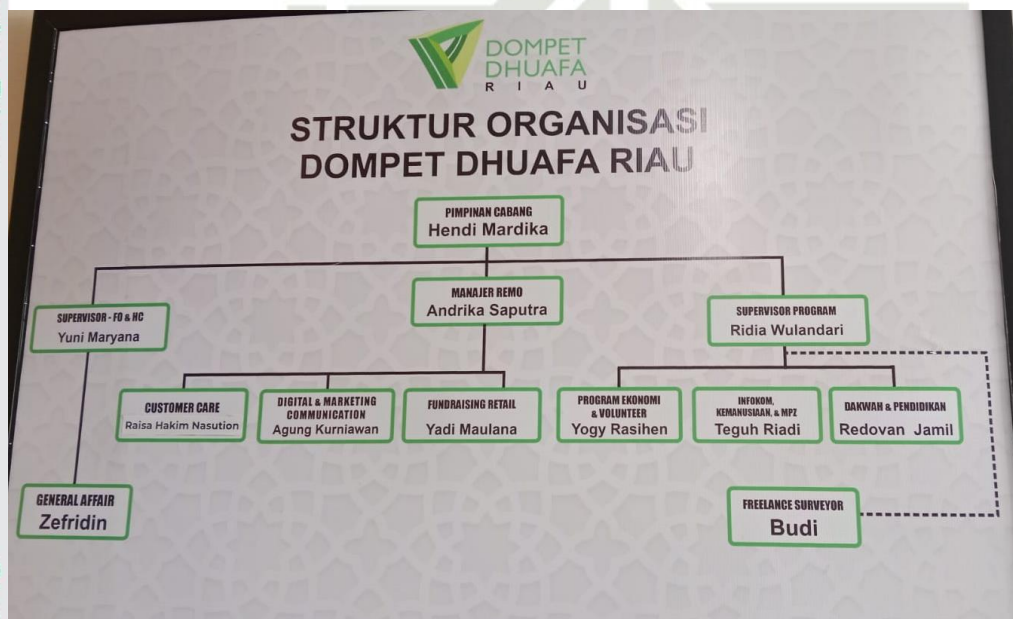 DOMPET
DHUAFA
RIAU
STRUKTUR ORGANISASI
DOMPET DHUAFA RIAU
PIMPINAN CABANG
Hendi Mardika
MANAJER REMO
Andrika Saputra
SUPERVISOR - FO & HC
Yuni Maryana
SUPERVISOR PROGRAM
Ridia Wulandari
CUSTOMER CARE
Raisa Hakim Nasution
DIGITAL & MARKETING
COMMUNICATION
Agung Kurniawan
FUNDRAISING RETAIL
Yadi Maulana
PROGRAM EKONOMI
& VOLUNTEER
Yogy Rasihen
INFOKOM,
KEMANUSIAAN, & MPZ
Teguh Riadi
DAKWAH & PENDIDIKAN
Redovan Jamil
GENERAL AFFAIR
Zefridin
FREELANCE SURVEYOR
Budi